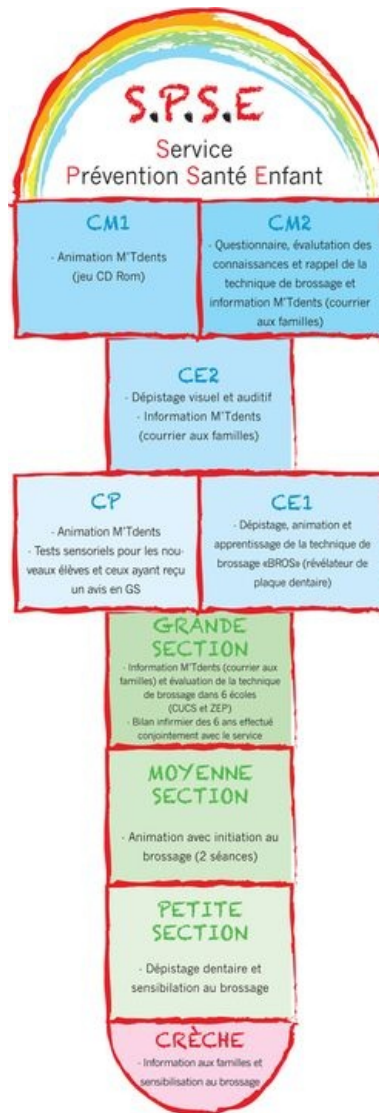 S.P.S.E
Service
Prévention Santé Enfant
CM1
- Animation M'Tdents
(jeu CD Rom)
CM2
- Questionnaire, évalutation des
connaissances et rappel de la
technique de brossage et
information M'Tdents (courrier
aux familles)
CE2
- Dépistage visuel et auditif
- Information M'Tdents
(courrier aux familles)
CP
- Animation M'Tdents
- Tests sensoriels pour les nou-
veaux élèves et ceux ayant reçu
un avis en GS
CE1
- Dépistage, animation et
apprentissage de la technique de
brossage «BROS» (révélateur de
plaque dentaire)
GRANDE
SECTION
- Information M'Tdents (courrier aux
familles) et évaluation de la technique
de brossage dans 6 écoles
(CUCS et ZEP)
- Bilan infirmier des 6 ans effectué
conjointement avec le service
MOYENNE
SECTION
- Animation avec initiation au
brossage (2 séances)
PETITE
SECTION
- Dépistage dentaire et
sensibilation au brossage
CRÈCHE
- Information aux familles et
sensibilisation au brossage